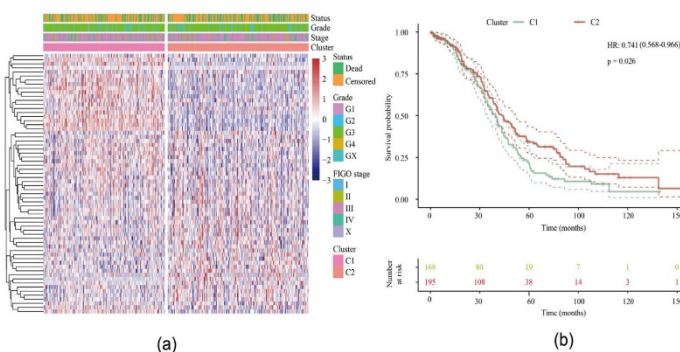 Status
Grade
Stage
Cluster
3
2
1
0
−1
−2
−3
Status
Dead
Censored
Grade
G1
G2
G3
G4
GX
FIGO stage
I
II
III
IV
X
Cluster
C1
C2
(a)
Cluster C1 C2
HR: 0.741 (0.568-0.966)
p = 0.026
Survival probability
1.00
0.75
0.50
0.25
0.00
0 30 60 90 120 150
Time (months)
Number
at risk
168 80 19 7 1 0
195 108 38 14 3 1
0 30 60 90 120 150
Time (months)
(b)